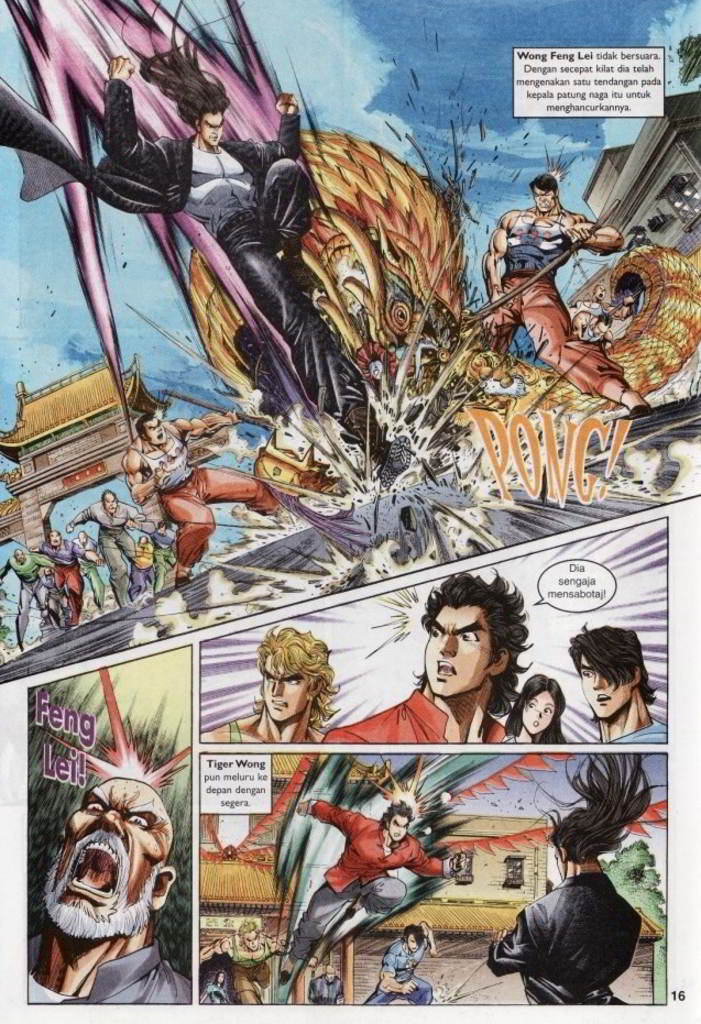 Wong Feng Lei tidak bersuara.
Dengan secepat kilat dia telah
mengenakan satu tendangan pada
kepala patung naga itu untuk
menghancurkannya.
PONG!
Dia
sengaja
mensabotaj!
Feng
Lei!
Tiger Wong
pun meluru ke
depan dengan
segera.
16